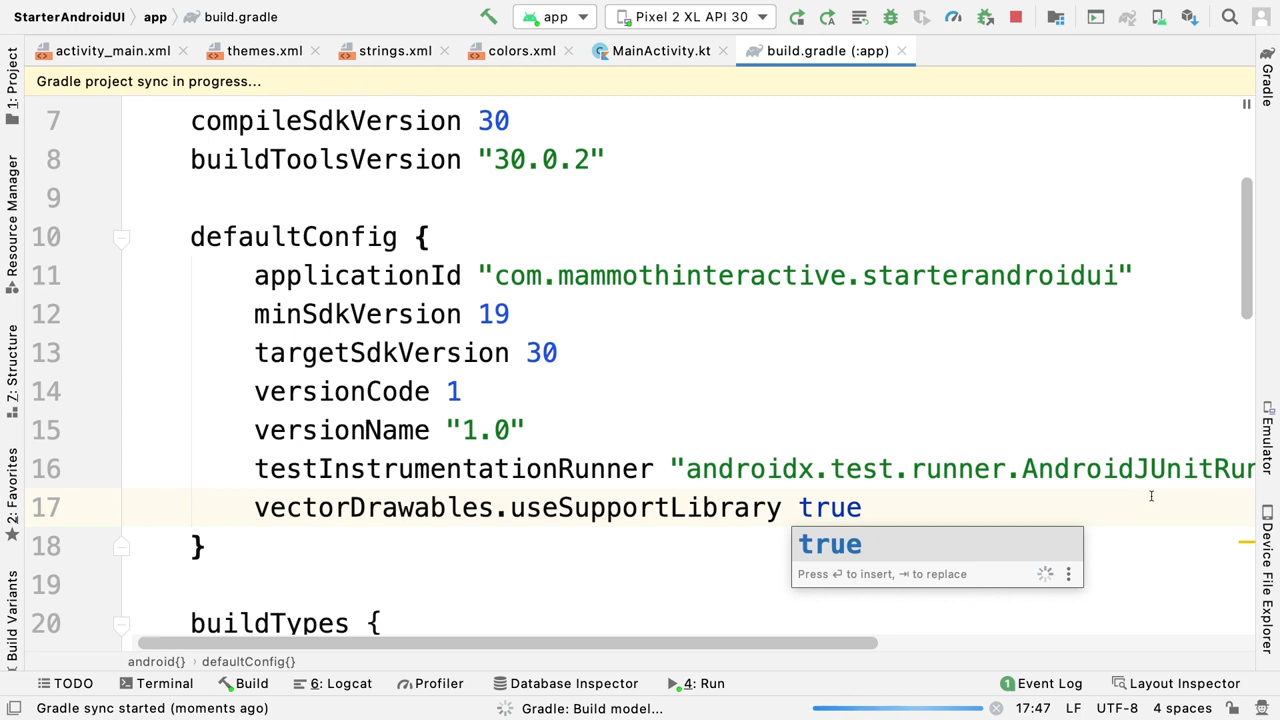 StarterAndroidUI
app
build.gradle
app
Pixel 2 XL API 30
activity_main.xml
themes.xml
strings.xml
colors.xml
MainActivity.kt
build.gradle (:app)
Gradle project sync in progress...
1: Project
Resource Manager
Z: Structure
2: Favorites
Build Variants
Gradle
Emulator
Device File Explorer
7 compileSdkVersion 30
8 buildToolsVersion "30.0.2"
9
10 defaultConfig {
11 applicationId "com.mammothinteractive.starterandroidui"
12 minSdkVersion 19
13 targetSdkVersion 30
14 versionCode 1
15 versionName "1.0"
16 testInstrumentationRunner "androidx.test.runner.AndroidJUnitRun
17 vectorDrawables.useSupportLibrary true
true
Press ↵ to insert, ⇥ to replace
18 }
19
20 buildTypes {
android{} › defaultConfig{}
TODO
Terminal
Build
6: Logcat
Profiler
Database Inspector
4: Run
1 Event Log
Layout Inspector
Gradle sync started (moments ago)
Gradle: Build model...
17:47
LF
UTF-8
4 spaces